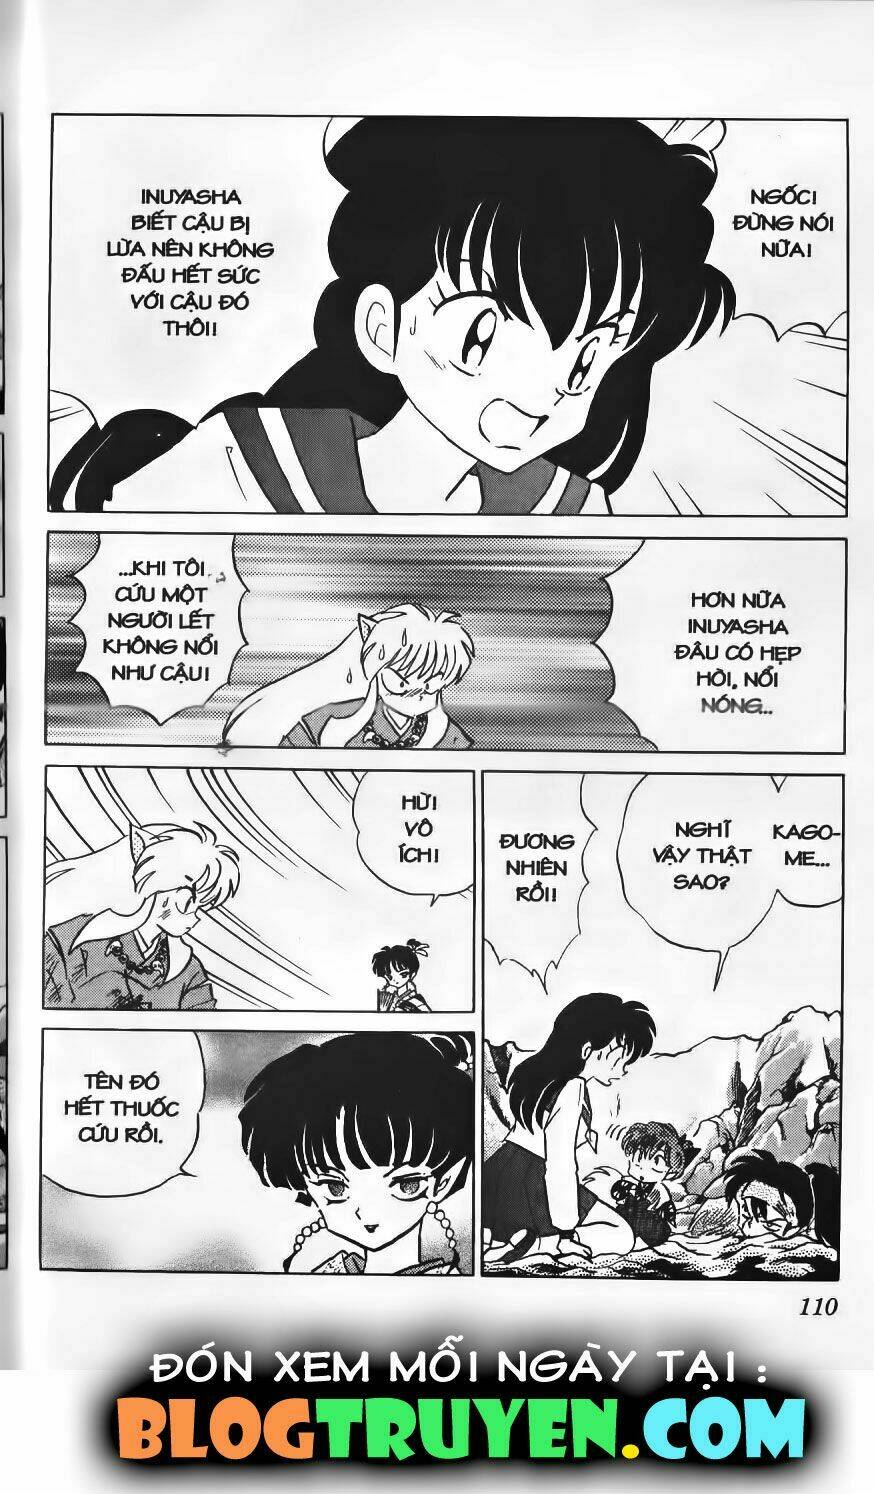 NGỐC!
ĐỪNG NÓI
NỮA!
INUYASHA
BIẾT CẬU BỊ
LỪA NÊN KHÔNG
ĐẤU HẾT SỨC
VỚI CẬU ĐÓ
THÔI!
HƠN NỮA
INUYASHA
ĐÂU CÓ HẸP
HÒI, NỔI
NÓNG...
...KHI TÔI
CỨU MỘT
NGƯỜI LẾT
KHÔNG NỔI
NHƯ CẬU!
KAGO-
ME...
NGHĨ
VẬY THẬT
SAO?
ĐƯƠNG
NHIÊN
RỒI!
HỪ!
VÔ
ÍCH!
TÊN ĐÓ
HẾT THUỐC
CỨU RỒI.
110
ĐÓN XEM MỖI NGÀY TẠI :
BLOGTRUYEN.COM